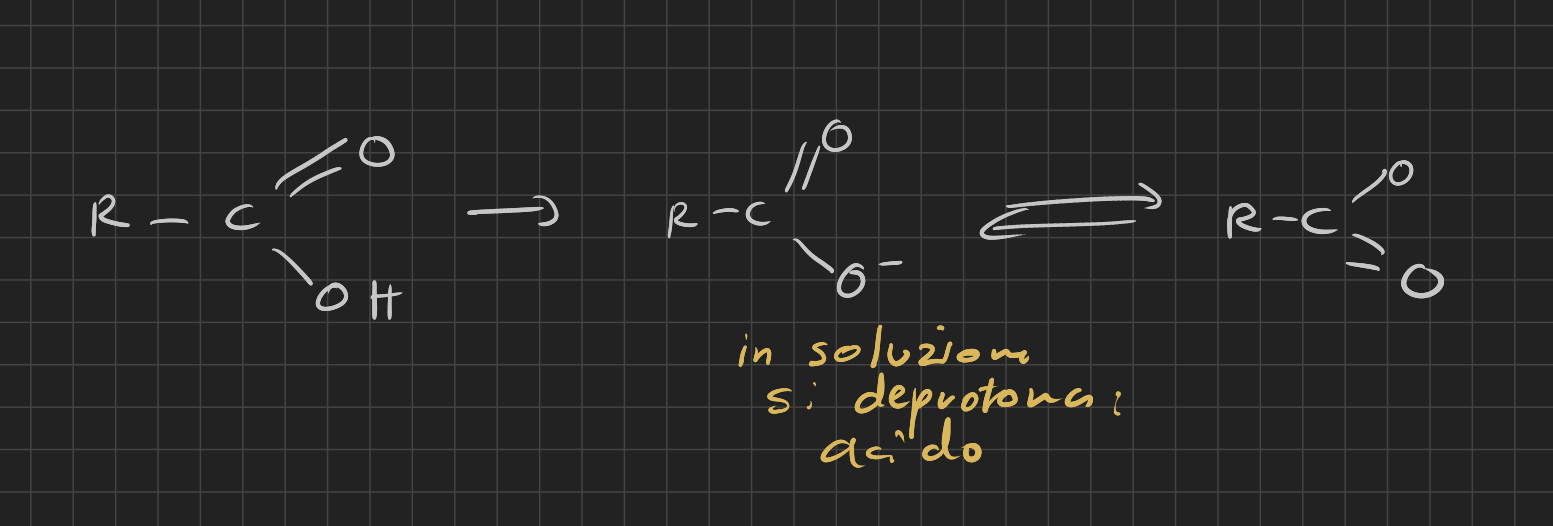 O
R - C
OH
O
R - C
O⁻
O
R - C
O
in soluzione
si deprotona:
acido